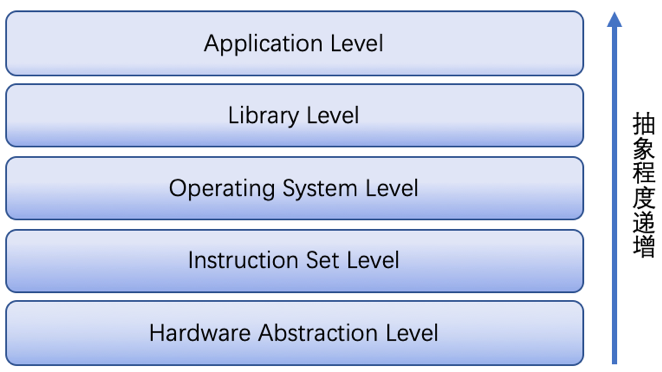 Application Level
Library Level
Operating System Level
Instruction Set Level
Hardware Abstraction Level
抽象程度递增